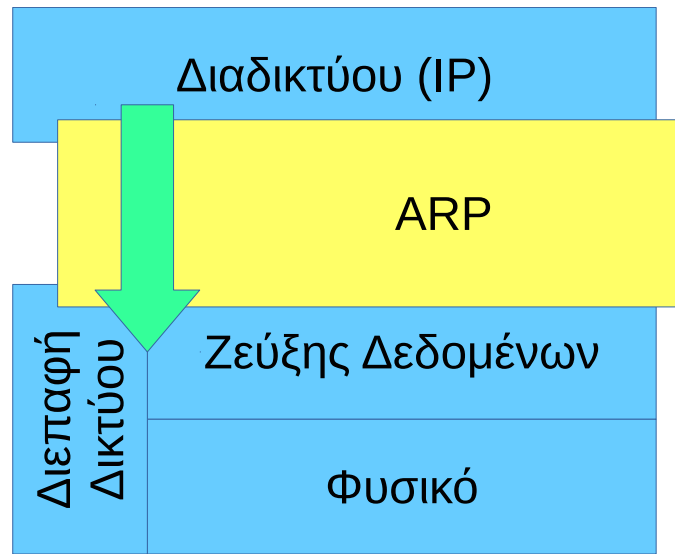 Διαδικτύου (IP)
ARP
Διεπαφή
Δικτύου
Ζεύξης Δεδομένων
Φυσικό